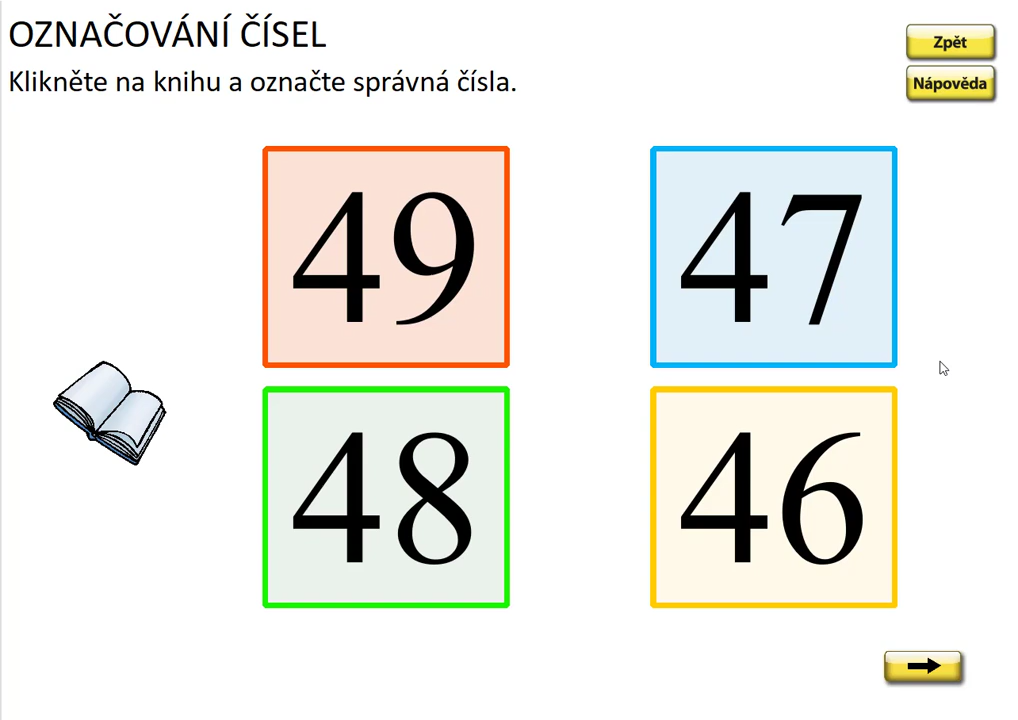 OZNAČOVÁNÍ ČÍSEL
Klikněte na knihu a označte správná čísla.
Zpět
Nápověda
49
47
48
46